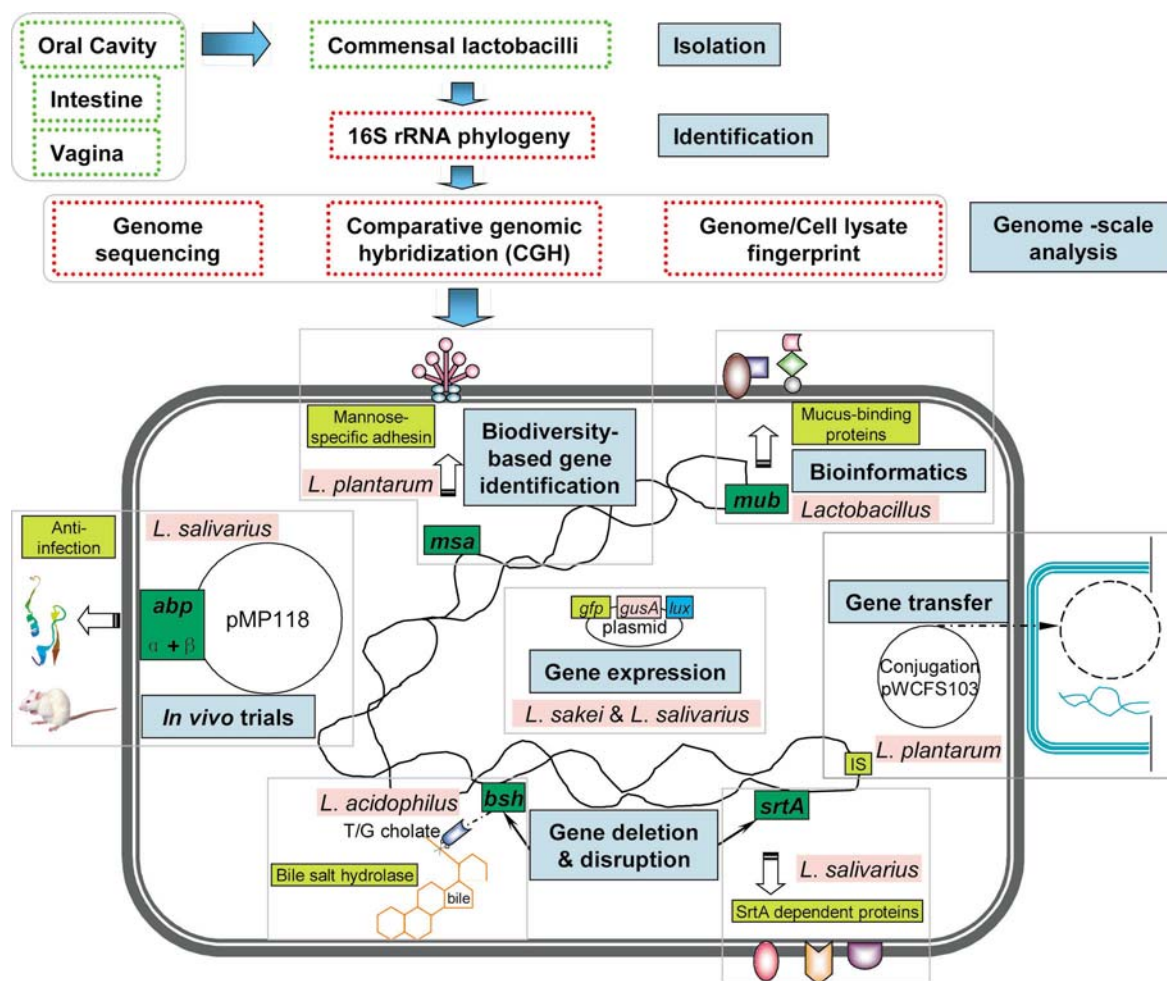 Oral Cavity
Intestine
Vagina
Commensal lactobacilli
Isolation
16S rRNA phylogeny
Identification
Genome
sequencing
Comparative genomic
hybridization (CGH)
Genome/Cell lysate
fingerprint
Genome -scale
analysis
Mannose-
specific adhesin
Biodiversity-
based gene
identification
L. plantarum
msa
Mucus-binding
proteins
Bioinformatics
mub
Lactobacillus
Anti-
infection
L. salivarius
abp
α + β
pMP118
In vivo trials
gfp gusA lux
plasmid
Gene expression
L. sakei & L. salivarius
Gene transfer
Conjugation
pWCFS103
L. plantarum
IS
L. acidophilus
bsh
T/G cholate
Bile salt hydrolase
bile
Gene deletion
& disruption
srtA
L. salivarius
SrtA dependent proteins